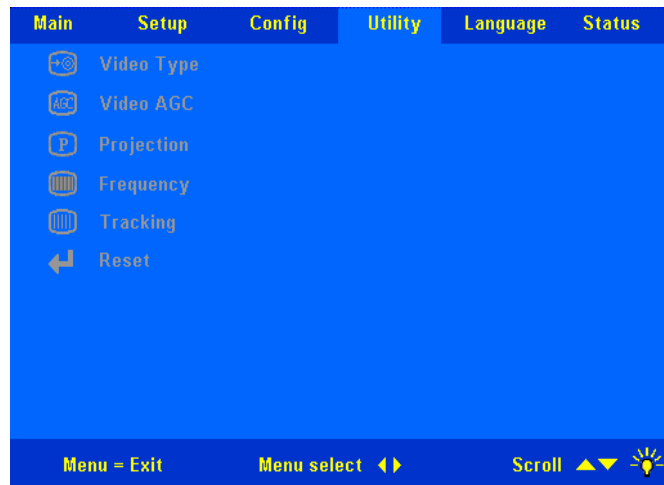 Main Setup Config Utility Language Status
Video Type
AGC Video AGC
P Projection
Frequency
Tracking
Reset
Menu = Exit Menu select Scroll